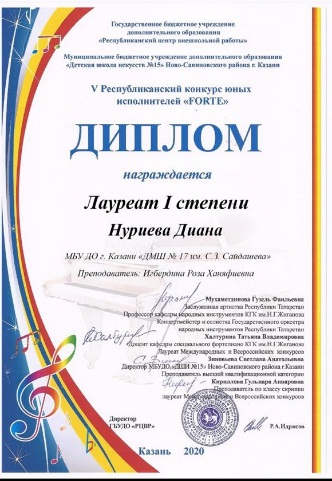 Государственное бюджетное учреждение
дополнительного образования
«Республиканский центр внешкольной работы»
Муниципальное бюджетное учреждение дополнительного образования
«Детская школа искусств №15» Ново-Савиновского района г. Казани
V Республиканский конкурс юных
исполнителей «FORTE»
ДИПЛОМ
награждается
Лауреат I степени
Нуриева Диана
МБУ ДО г. Казани «ДМШ № 17 им. С.З. Сайдашева»
Преподаватель: Игбердина Роза Ханифиевна
Мухаметдинова Гузель Фаильевна
Заслуженная артистка Республики Татарстан
Профессор кафедры народных инструментов КГК им.Н.Г.Жиганова
Концертмейстер и солистка Государственного оркестра
народных инструментов Республики Татарстан
Халтурина Татьяна Владимировна
Доцент кафедры специального фортепиано КГК им.Н.Г.Жиганова
Лауреат Международных и Всероссийских конкурсов
Зиновьева Светлана Анатольевна
Директор МБУДО «ДШИ №15» Ново-Савиновского района г.Казани
Преподаватель высшей квалификационной категории
Кириллова Гульнара Анваровна
Преподаватель по классу скрипки
лауреат Международных и Всероссийских конкурсов
Директор
ГБУДО «РЦВР»
Р.А.Идрисов
Казань 2020